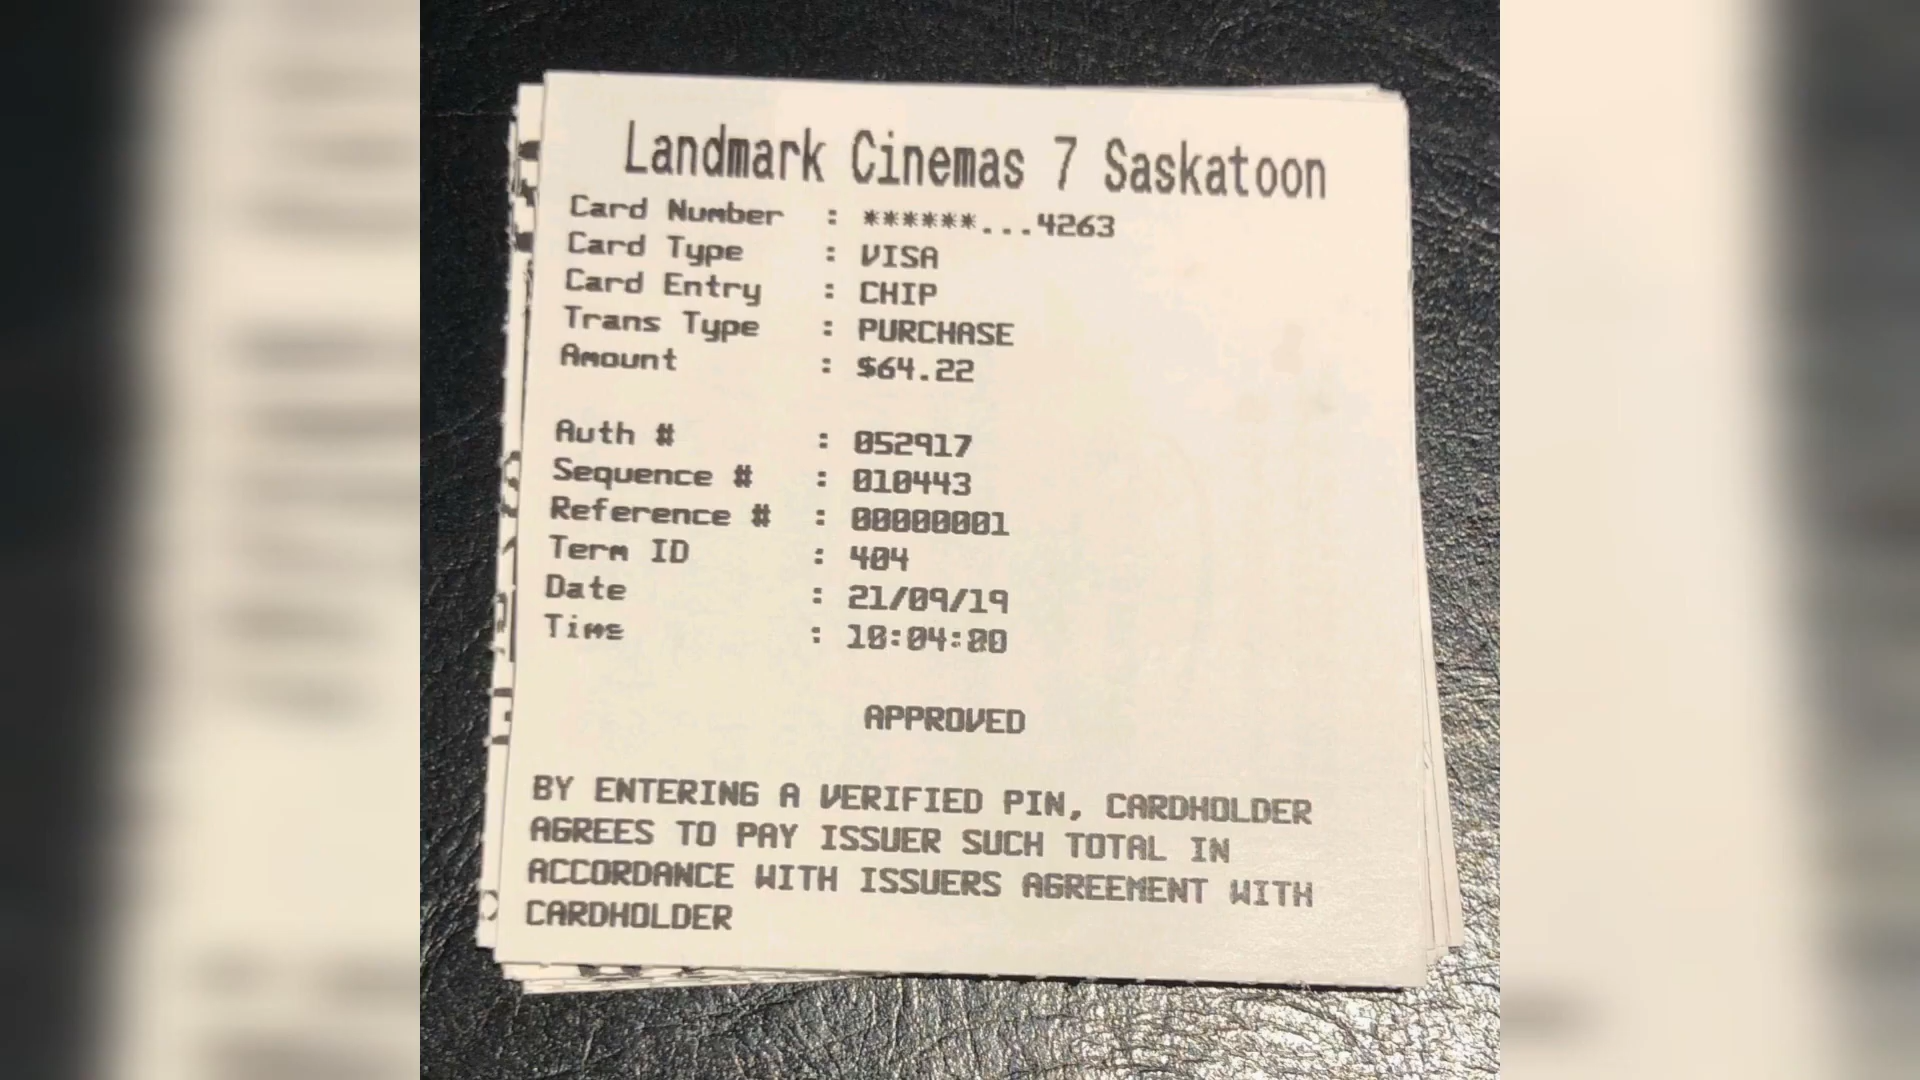 Landmark Cinemas 7 Saskatoon
Card Number : ******...4263
Card Type : VISA
Card Entry : CHIP
Trans Type : PURCHASE
Amount : $64.22
Auth # : 052917
Sequence # : 010443
Reference # : 00000001
Term ID : 404
Date : 21/09/19
Time : 10:04:00
APPROVED
BY ENTERING A VERIFIED PIN, CARDHOLDER
AGREES TO PAY ISSUER SUCH TOTAL IN
ACCORDANCE WITH ISSUERS AGREEMENT WITH
CARDHOLDER